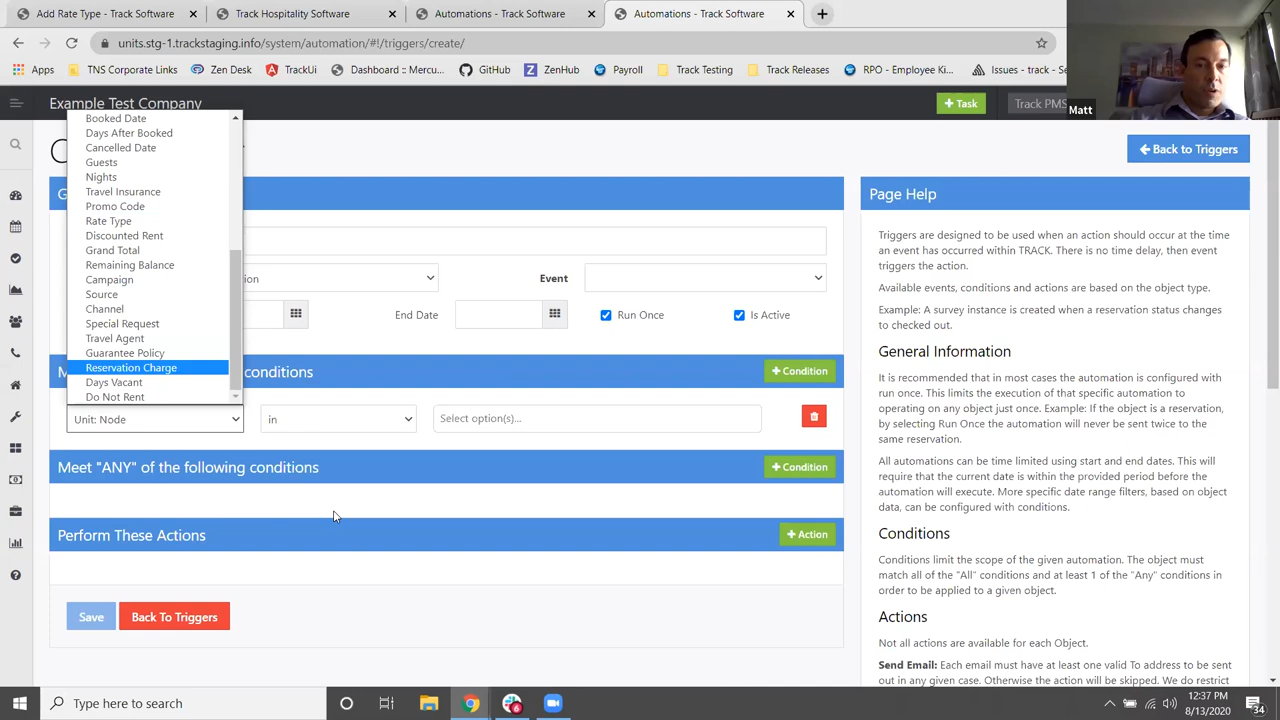 Add Rate Type - Track Software
Track Hospitality Software
Automations - Track Software
Automations - Track Software
units.stg-1.trackstaging.info/system/automation/#!/triggers/create/
Apps
TNS Corporate
Zen Desk
TrackUi
Dashboard :: Mercu...
GitHub
ZenHub
Payroll
Track Testing
Track Releases
RPO - Employee Ki...
Issues - track - Se
Matt
Example Test Company
+ Task
Track PMS
Back to Triggers
Booked Date
Days After Booked
Cancelled Date
Guests
Nights
Travel Insurance
Promo Code
Rate Type
Discounted Rent
Grand Total
Remaining Balance
Campaign
Source
Channel
Special Request
Travel Agent
Guarantee Policy
Reservation Charge
Days Vacant
Do Not Rent
ion
Event
End Date
Run Once
Is Active
conditions
+ Condition
Unit: Node
in
Select option(s)...
Meet "ANY" of the following conditions
+ Condition
Perform These Actions
+ Action
Save
Back To Triggers
Page Help
Triggers are designed to be used when an action should occur at the time
an event has occurred within TRACK. There is no time delay, then event
triggers the action.
Available events, conditions and actions are based on the object type.
Example: A survey instance is created when a reservation status changes
to checked out.
General Information
It is recommended that in most cases the automation is configured with
run once. This limits the execution of that specific automation to
operating on any object just once. Example: If the object is a reservation,
by selecting Run Once the automation will never be sent twice to the
same reservation.
All automations can be time limited using start and end dates. This will
require that the current date is within the provided period before the
automation will execute. More specific date range filters, based on object
data, can be configured with conditions.
Conditions
Conditions limit the scope of the given automation. The object must
match all of the "All" conditions and at least 1 of the "Any" conditions in
order to be applied to a given object.
Actions
Not all actions are available for each Object.
Send Email: Each email must have at least one valid To address to be sent
out in any given case. Otherwise the action will be skipped. We do restrict
Type here to search
12:37 PM
8/13/2020
34